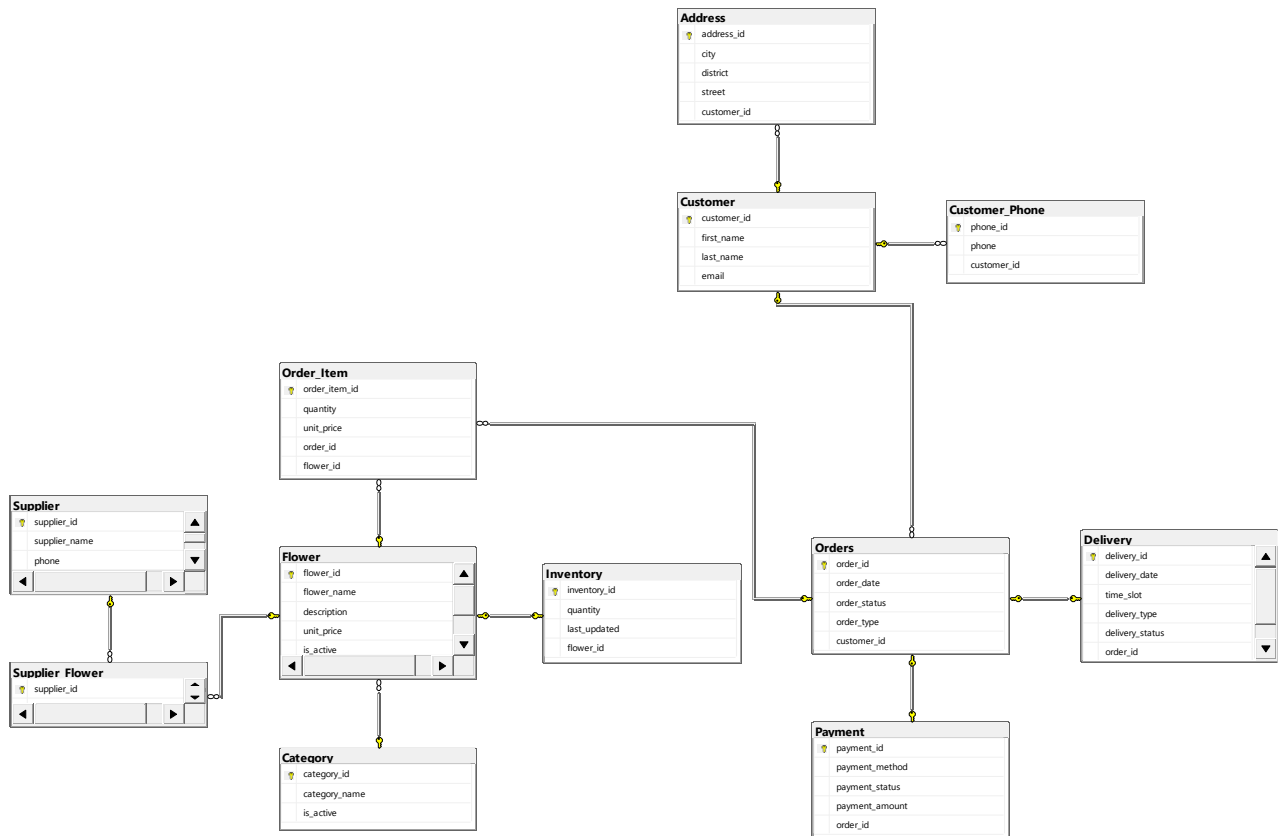 Address
address_id
city
district
street
customer_id
Customer
customer_id
first_name
last_name
email
Customer_Phone
phone_id
phone
customer_id
Order_Item
order_item_id
quantity
unit_price
order_id
flower_id
Supplier
supplier_id
supplier_name
phone
Flower
flower_id
flower_name
description
unit_price
is_active
Inventory
inventory_id
quantity
last_updated
flower_id
Orders
order_id
order_date
order_status
order_type
customer_id
Delivery
delivery_id
delivery_date
time_slot
delivery_type
delivery_status
order_id
Supplier_Flower
supplier_id
Category
category_id
category_name
is_active
Payment
payment_id
payment_method
payment_status
payment_amount
order_id